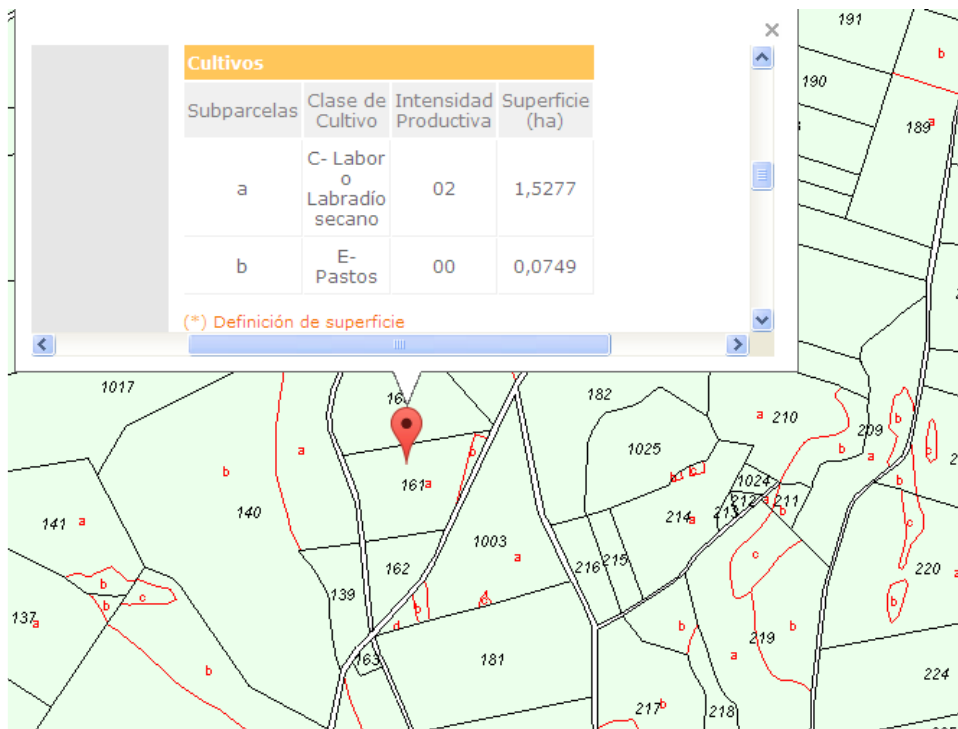 Cultivos
Subparcelas Clase de Cultivo Intensidad Productiva Superficie (ha)
a C- Labor o Labradío secano 02 1,5277
b E- Pastos 00 0,0749
(*) Definición de superficie
191
b
190
189 a
1017
182
a 210
b
209
a
b
c
1025
b
a
b
161 a
b c
1024
212 a 211
b
213
214 a
141 a
140
1003
a
c
b
c
162
216 215
220
a
b
b
c
b
139
b
c
d
b
137 a
219
b
b
a
163
181
b
224
217 b
218